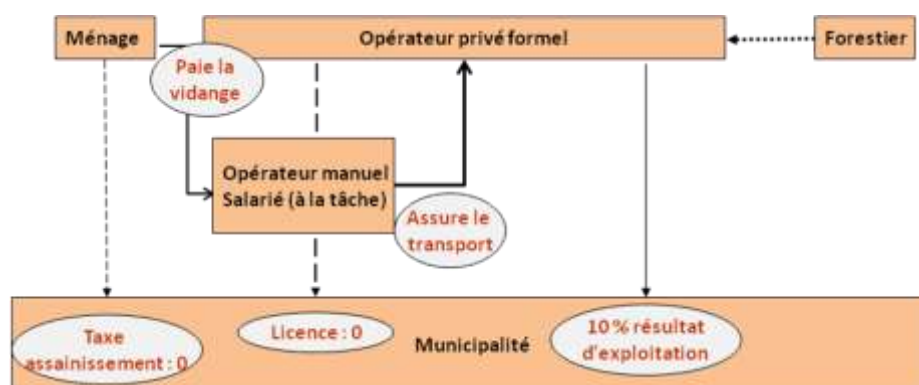 Ménage
Opérateur privé formel
Forestier
Paie la
vidange
Opérateur manuel
Salarié (à la tâche)
Assure le
transport
Taxe
assainissement : 0
Licence : 0
Municipalité
10 % résultat
d'exploitation